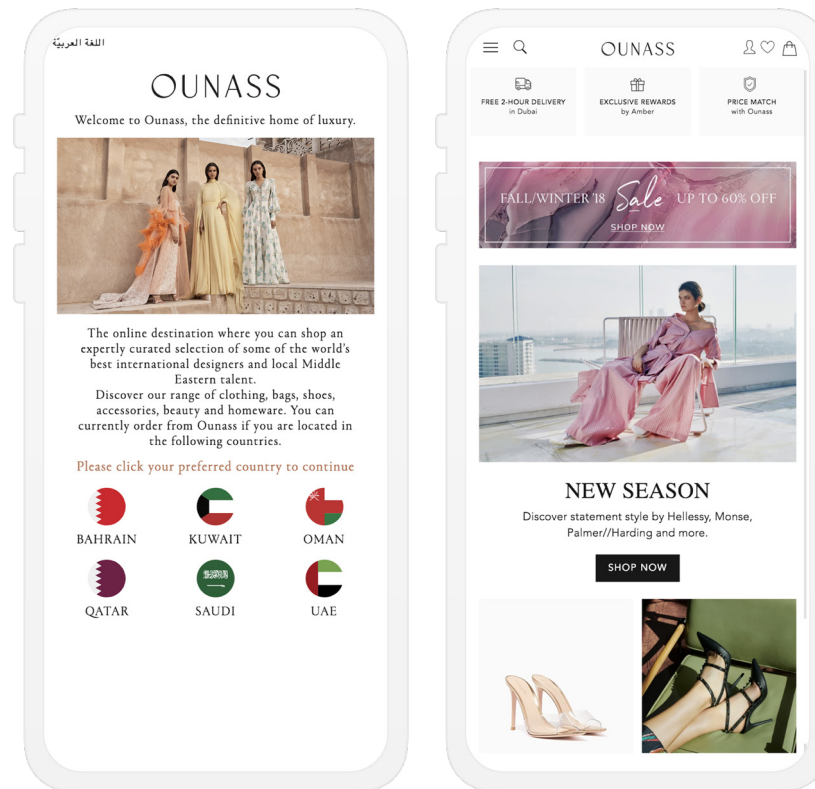 اللغة العربيّة
OUNASS
Welcome to Ounass, the definitive home of luxury.
The online destination where you can shop an
expertly curated selection of some of the world's
best international designers and local Middle
Eastern talent.
Discover our range of clothing, bags, shoes,
accessories, beauty and homeware. You can
currently order from Ounass if you are located in
the following countries.
Please click your preferred country to continue
BAHRAIN
KUWAIT
OMAN
QATAR
SAUDI
UAE
OUNASS
FREE 2-HOUR DELIVERY
in Dubai
EXCLUSIVE REWARDS
by Amber
PRICE MATCH
with Ounass
FALL/WINTER '18 Sale UP TO 60% OFF
SHOP NOW
NEW SEASON
Discover statement style by Hellessy, Monse,
Palmer//Harding and more.
SHOP NOW